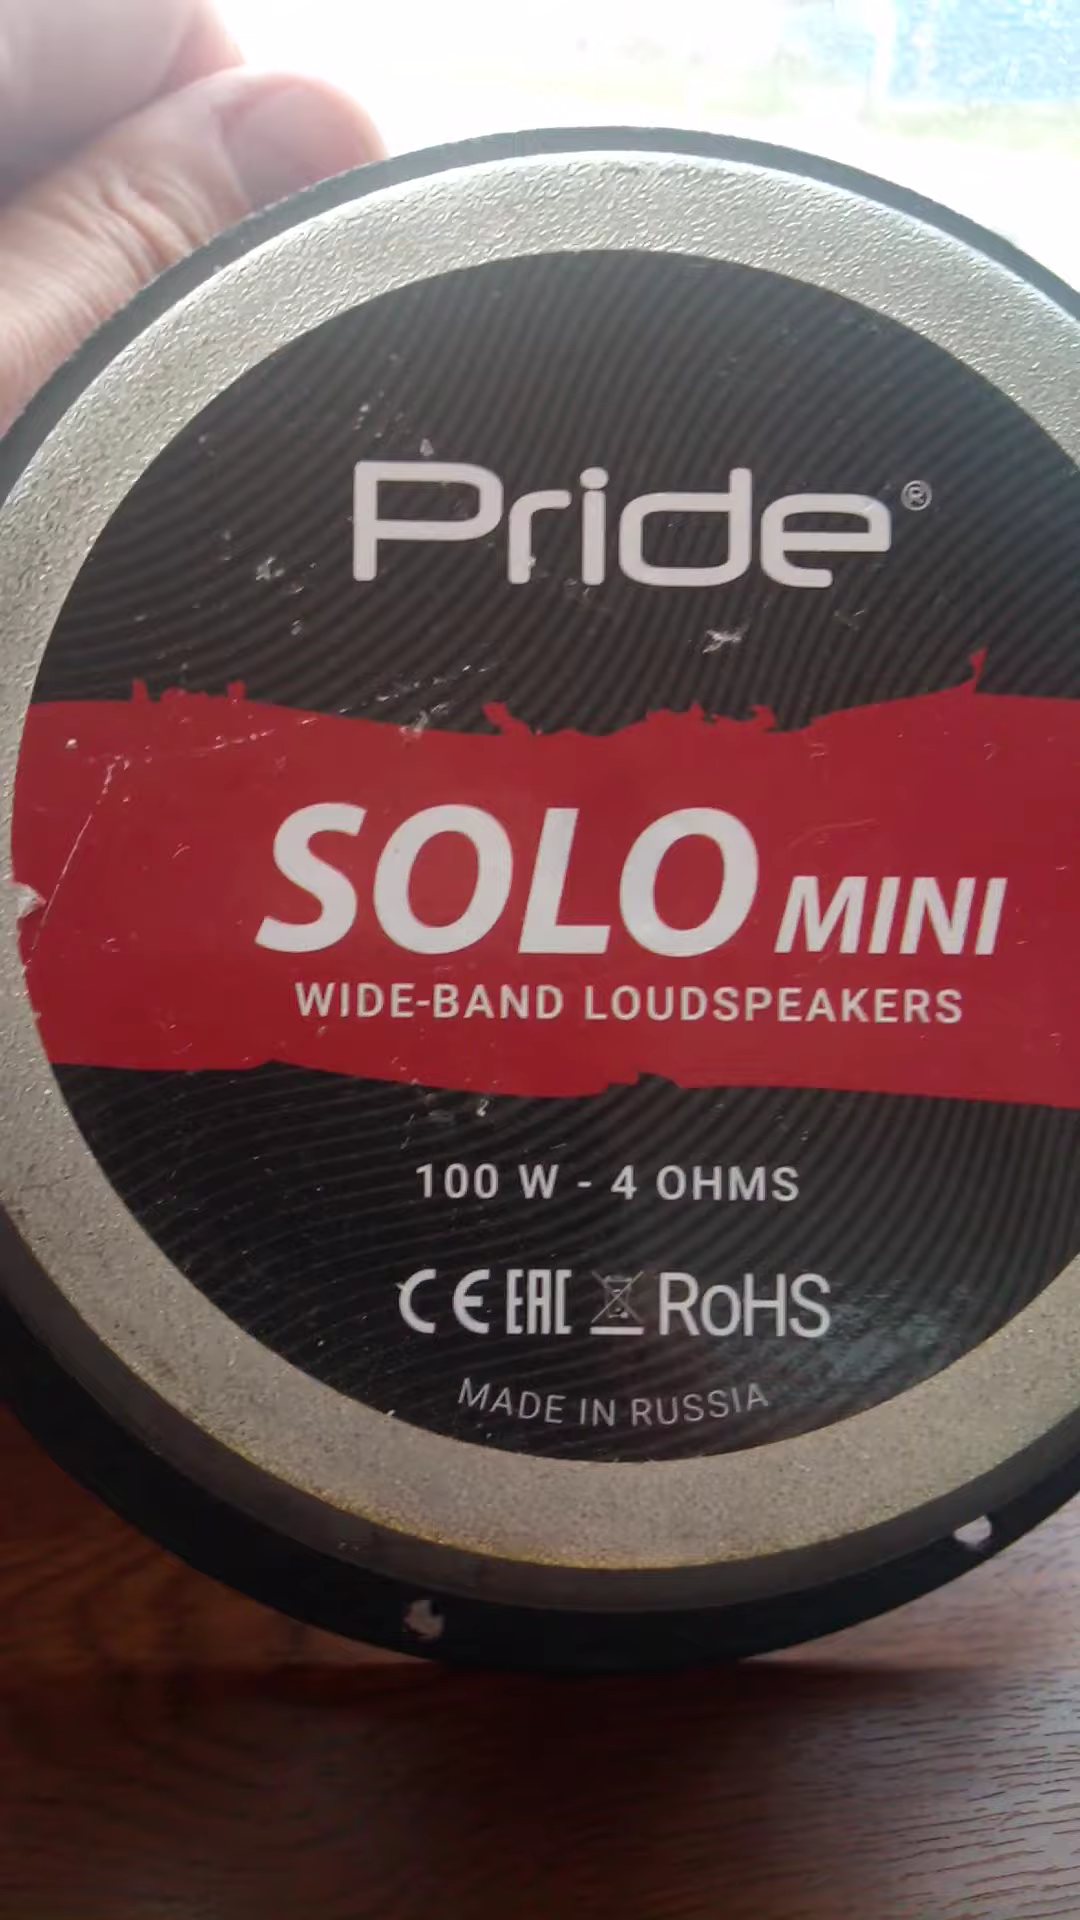 Pride®
SOLO MINI
WIDE-BAND LOUDSPEAKERS
100 W - 4 OHMS
CE EAC RoHS
MADE IN RUSSIA